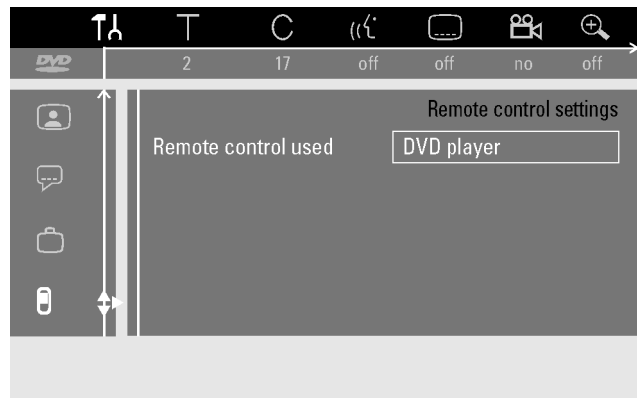 T C
DVD 2 17 off off no off
Remote control settings
Remote control used DVD player